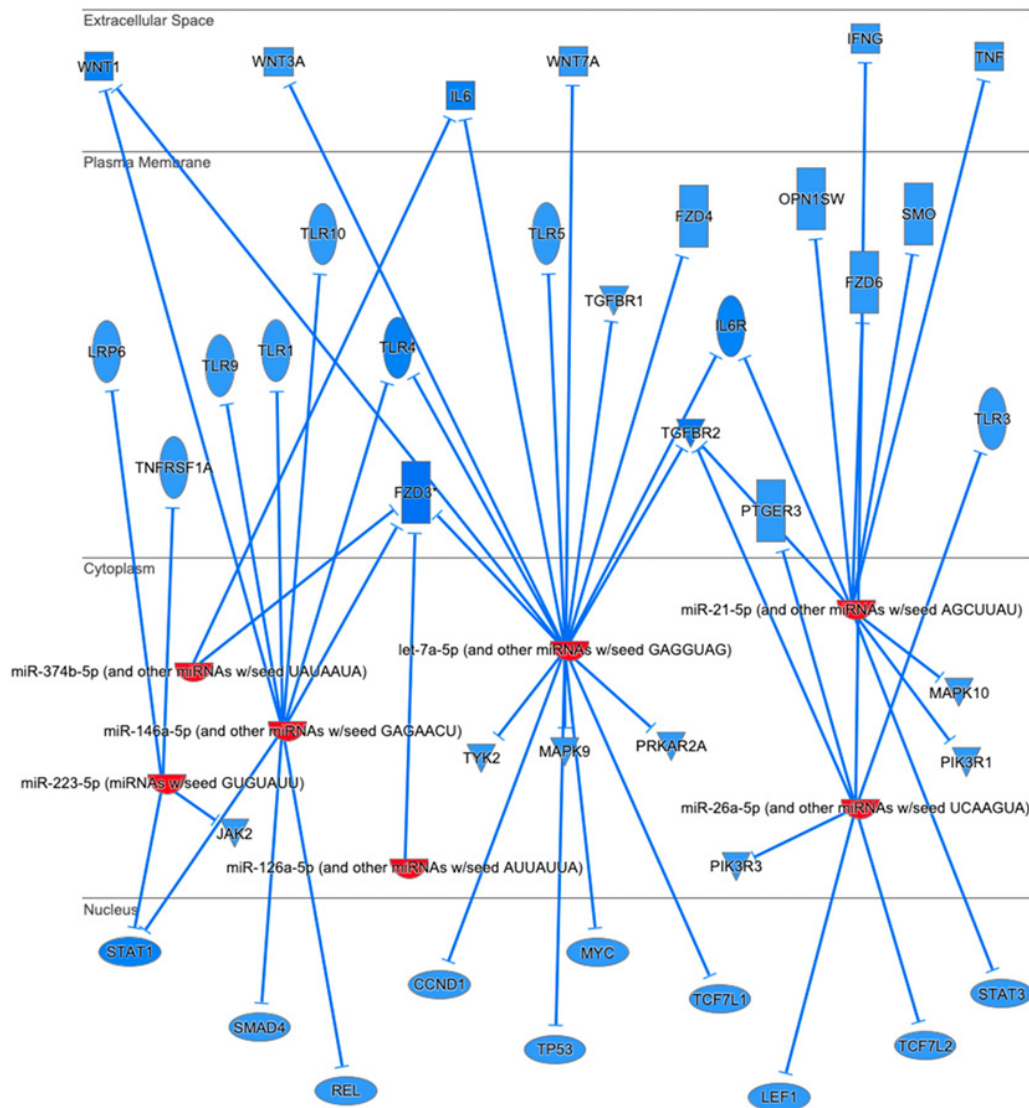 Extracellular Space
IFNG
WNT1
WNT3A
WNT7A
TNF
IL6
Plasma Membrane
OPN1SW
TLR10
TLR5
FZD4
SMO
FZD6
TGFBR1
IL6R
LRP6
TLR9
TLR1
TLR4
TLR3
TGFBR2
TNFRSF1A
FZD3*
PTGER3
Cytoplasm
miR-21-5p (and other miRNAs w/seed AGCUUAU)
let-7a-5p (and other miRNAs w/seed GAGGUAG)
miR-374b-5p (and other miRNAs w/seed UAUAAUA)
MAPK10
miR-146a-5p (and other miRNAs w/seed GAGAACU)
PRKAR2A
TYK2
MAPK9
PIK3R1
miR-223-5p (miRNAs w/seed GUGUAUU)
miR-26a-5p (and other miRNAs w/seed UCAAGUA)
JAK2
miR-126a-5p (and other miRNAs w/seed AUUAUUA)
PIK3R3
Nucleus
STAT1
MYC
CCND1
TCF7L1
STAT3
SMAD4
TP53
TCF7L2
REL
LEF1